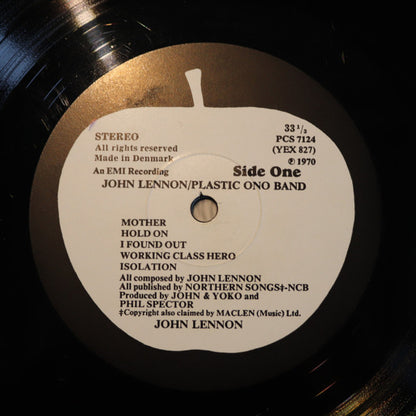 STEREO
All rights reserved
Made in Denmark
An EMI Recording
33 1/3
PCS 7124
(YEX 827)
℗ 1970
Side One
JOHN LENNON/PLASTIC ONO BAND
MOTHER
HOLD ON
I FOUND OUT
WORKING CLASS HERO
ISOLATION
All composed by JOHN LENNON
All published by NORTHERN SONGS‡-NCB
Produced by JOHN & YOKO and
PHIL SPECTOR
‡Copyright also claimed by MACLEN (Music) Ltd.
JOHN LENNON